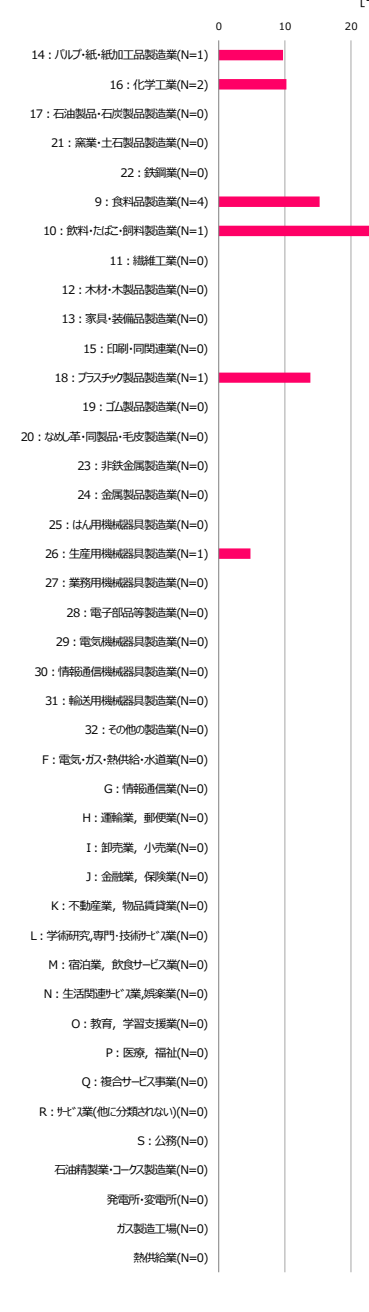 0 10 20
14：パルプ・紙・紙加工品製造業(N=1)
16：化学工業(N=2)
17：石油製品・石炭製品製造業(N=0)
21：窯業・土石製品製造業(N=0)
22：鉄鋼業(N=0)
9：食料品製造業(N=4)
10：飲料・たばこ・飼料製造業(N=1)
11：繊維工業(N=0)
12：木材・木製品製造業(N=0)
13：家具・装備品製造業(N=0)
15：印刷・同関連業(N=0)
18：プラスチック製品製造業(N=1)
19：ゴム製品製造業(N=0)
20：なめし革・同製品・毛皮製造業(N=0)
23：非鉄金属製造業(N=0)
24：金属製品製造業(N=0)
25：はん用機械器具製造業(N=0)
26：生産用機械器具製造業(N=1)
27：業務用機械器具製造業(N=0)
28：電子部品等製造業(N=0)
29：電気機械器具製造業(N=0)
30：情報通信機械器具製造業(N=0)
31：輸送用機械器具製造業(N=0)
32：その他の製造業(N=0)
F：電気・ガス・熱供給・水道業(N=0)
G：情報通信業(N=0)
H：運輸業，郵便業(N=0)
I：卸売業，小売業(N=0)
J：金融業，保険業(N=0)
K：不動産業，物品賃貸業(N=0)
L：学術研究,専門・技術ｻｰﾋﾞｽ業(N=0)
M：宿泊業，飲食サービス業(N=0)
N：生活関連ｻｰﾋﾞｽ業,娯楽業(N=0)
O：教育，学習支援業(N=0)
P：医療，福祉(N=0)
Q：複合サービス事業(N=0)
R：ｻｰﾋﾞｽ業(他に分類されない)(N=0)
S：公務(N=0)
石油精製業・コークス製造業(N=0)
発電所・変電所(N=0)
ガス製造工場(N=0)
熱供給業(N=0)